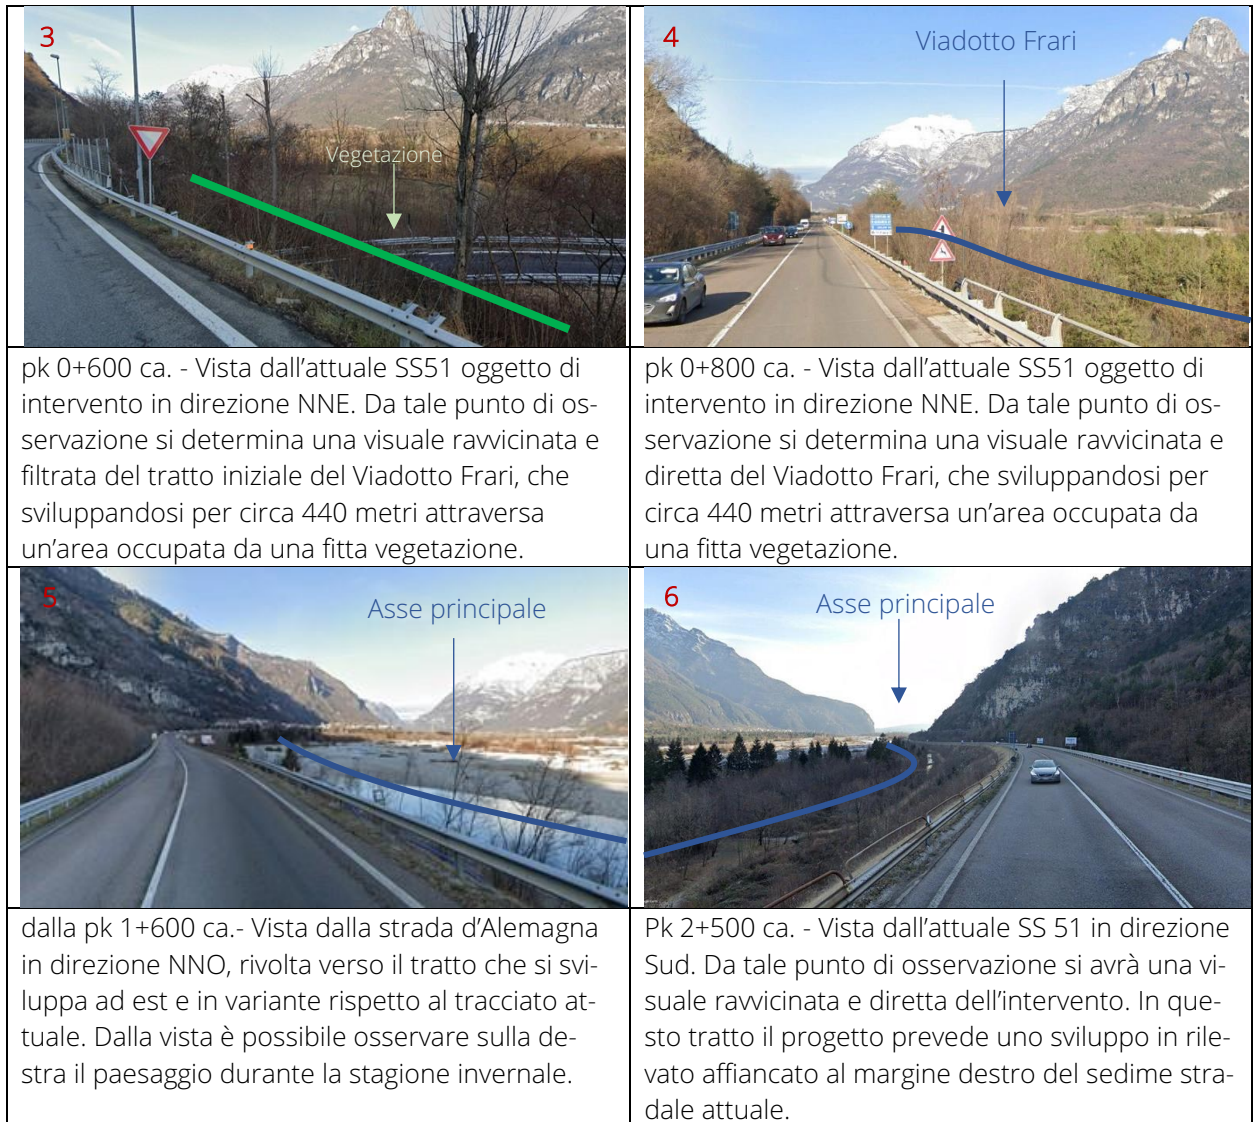 3
Vegetazione
4
Viadotto Frari
pk 0+600 ca. - Vista dall'attuale SS51 oggetto di
intervento in direzione NNE. Da tale punto di os-
servazione si determina una visuale ravvicinata e
filtrata del tratto iniziale del Viadotto Frari, che
sviluppandosi per circa 440 metri attraversa
un'area occupata da una fitta vegetazione.
pk 0+800 ca. - Vista dall'attuale SS51 oggetto di
intervento in direzione NNE. Da tale punto di os-
servazione si determina una visuale ravvicinata e
diretta del Viadotto Frari, che sviluppandosi per
circa 440 metri attraversa un'area occupata da
una fitta vegetazione.
5
Asse principale
6
Asse principale
dalla pk 1+600 ca.- Vista dalla strada d'Alemagna
in direzione NNO, rivolta verso il tratto che si svi-
luppa ad est e in variante rispetto al tracciato at-
tuale. Dalla vista è possibile osservare sulla de-
stra il paesaggio durante la stagione invernale.
Pk 2+500 ca. - Vista dall'attuale SS 51 in direzione
Sud. Da tale punto di osservazione si avrà una vi-
suale ravvicinata e diretta dell'intervento. In que-
sto tratto il progetto prevede uno sviluppo in rile-
vato affiancato al margine destro del sedime stra-
dale attuale.